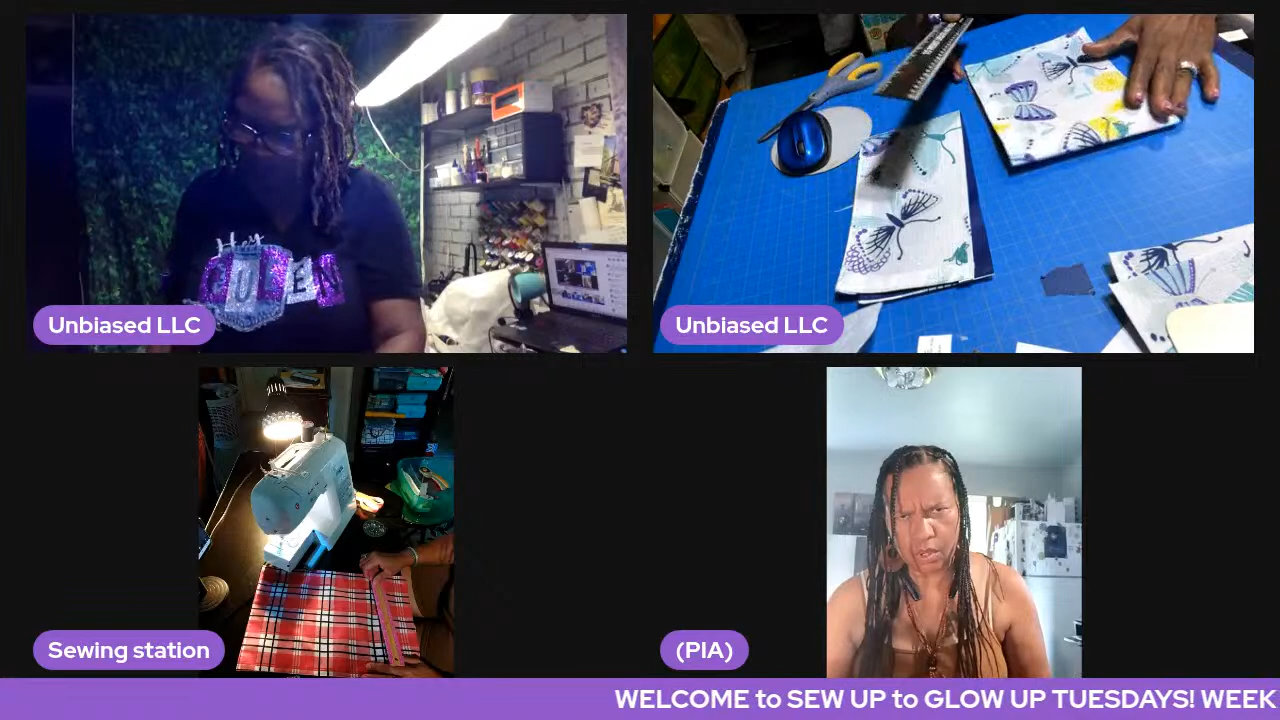 Unbiased LLC
Unbiased LLC
Sewing station
(PIA)
WELCOME to SEW UP to GLOW UP TUESDAYS! WEEK